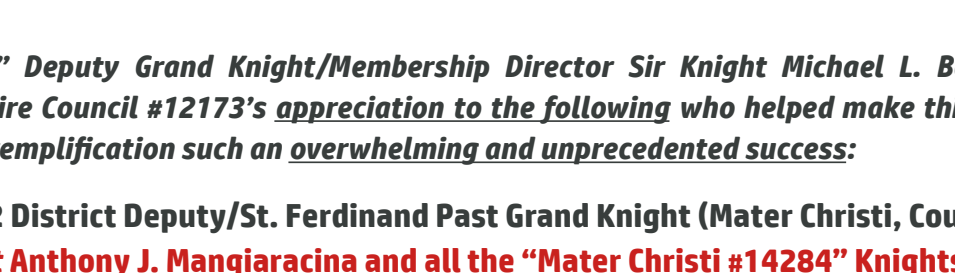 ” Deputy Grand Knight/Membership Director Sir Knight Michael L. B
ire Council #12173’s appreciation to the following who helped make th
emplification such an overwhelming and unprecedented success:
District Deputy/St. Ferdinand Past Grand Knight (Mater Christi, Cou
t Anthony J. Mangiaracina and all the “Mater Christi #14284” Knights